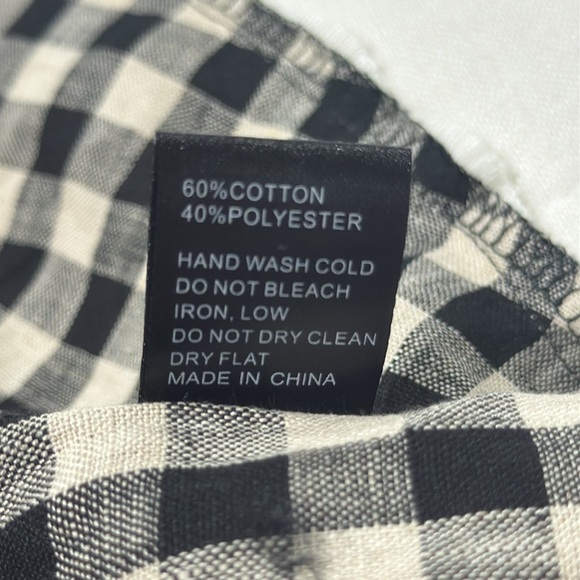 60%COTTON
40%POLYESTER
HAND WASH COLD
DO NOT BLEACH
IRON, LOW
DO NOT DRY CLEAN
DRY FLAT
MADE IN CHINA